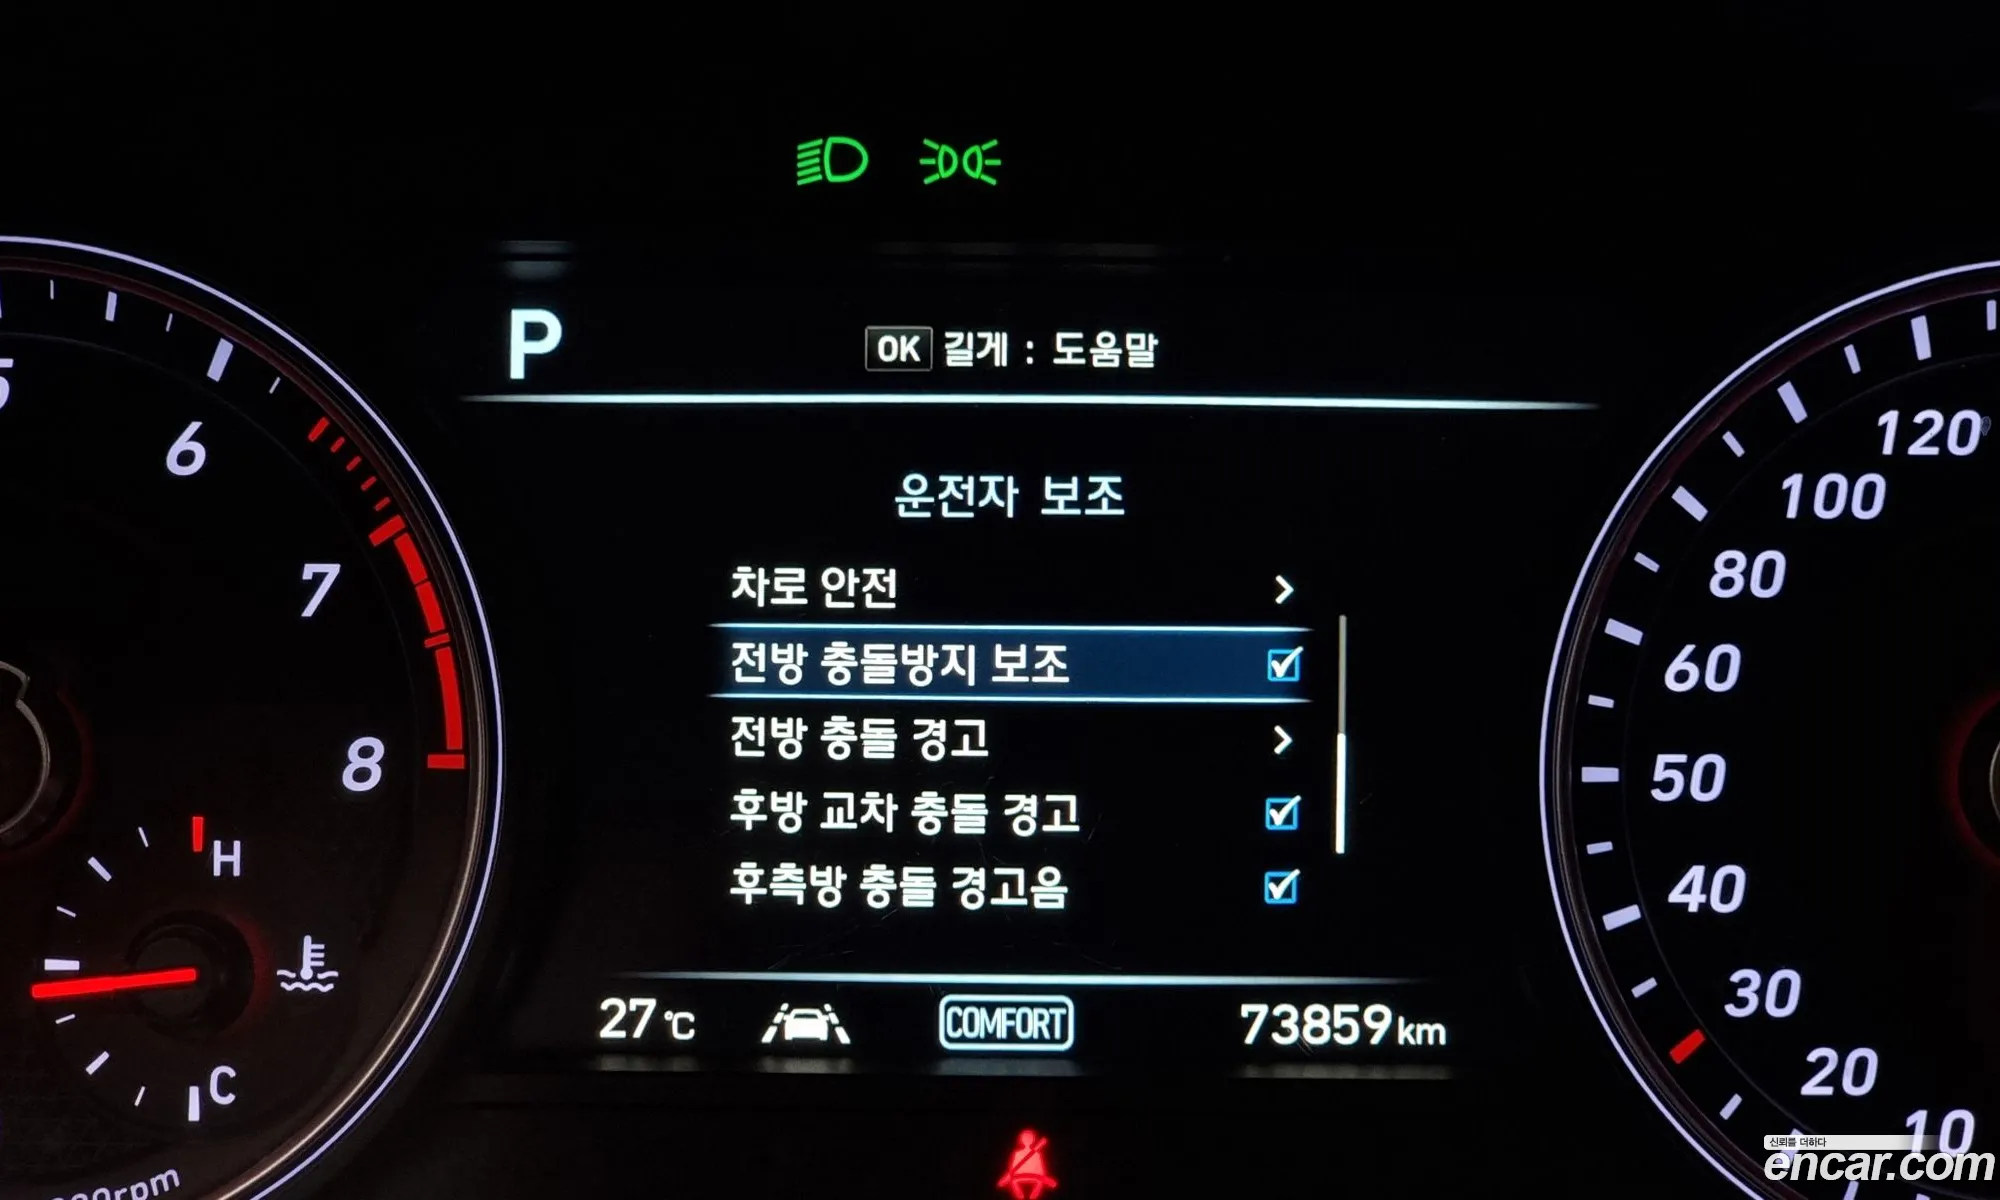 P
OK 길게 : 도움말
운전자 보조
차로 안전
전방 충돌방지 보조
전방 충돌 경고
후방 교차 충돌 경고
후측방 충돌 경고음
27 ℃
COMFORT
73859 km
5
6
7
8
H
C
120
100
80
60
50
40
30
20
10
신뢰를 더하다
encar.com